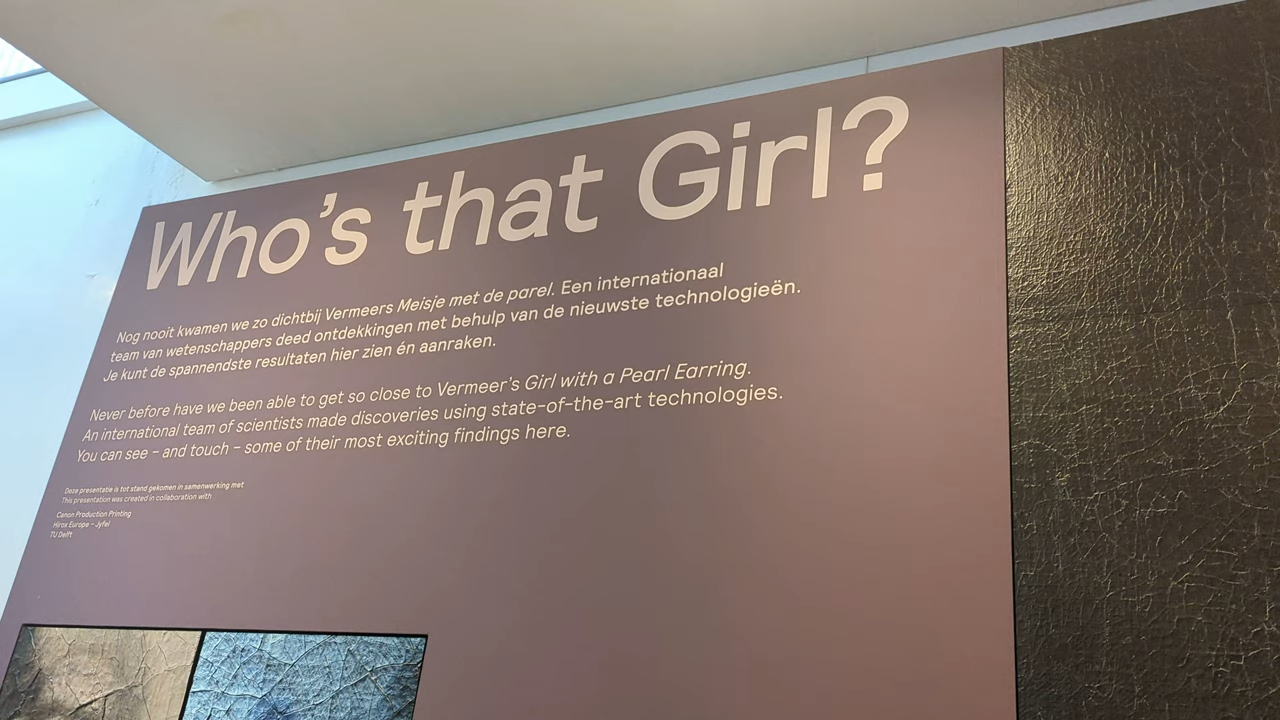 Who's that Girl?
Nog nooit kwamen we zo dichtbij Vermeers Meisje met de parel. Een internationaal
team van wetenschappers deed ontdekkingen met behulp van de nieuwste technologieën.
Je kunt de spannendste resultaten hier zien én aanraken.
Never before have we been able to get so close to Vermeer's Girl with a Pearl Earring.
An international team of scientists made discoveries using state-of-the-art technologies.
You can see – and touch – some of their most exciting findings here.
Deze presentatie is tot stand gekomen in samenwerking met
This presentation was created in collaboration with
Canon Production Printing
Hirox Europe – Jyfel
TU Delft